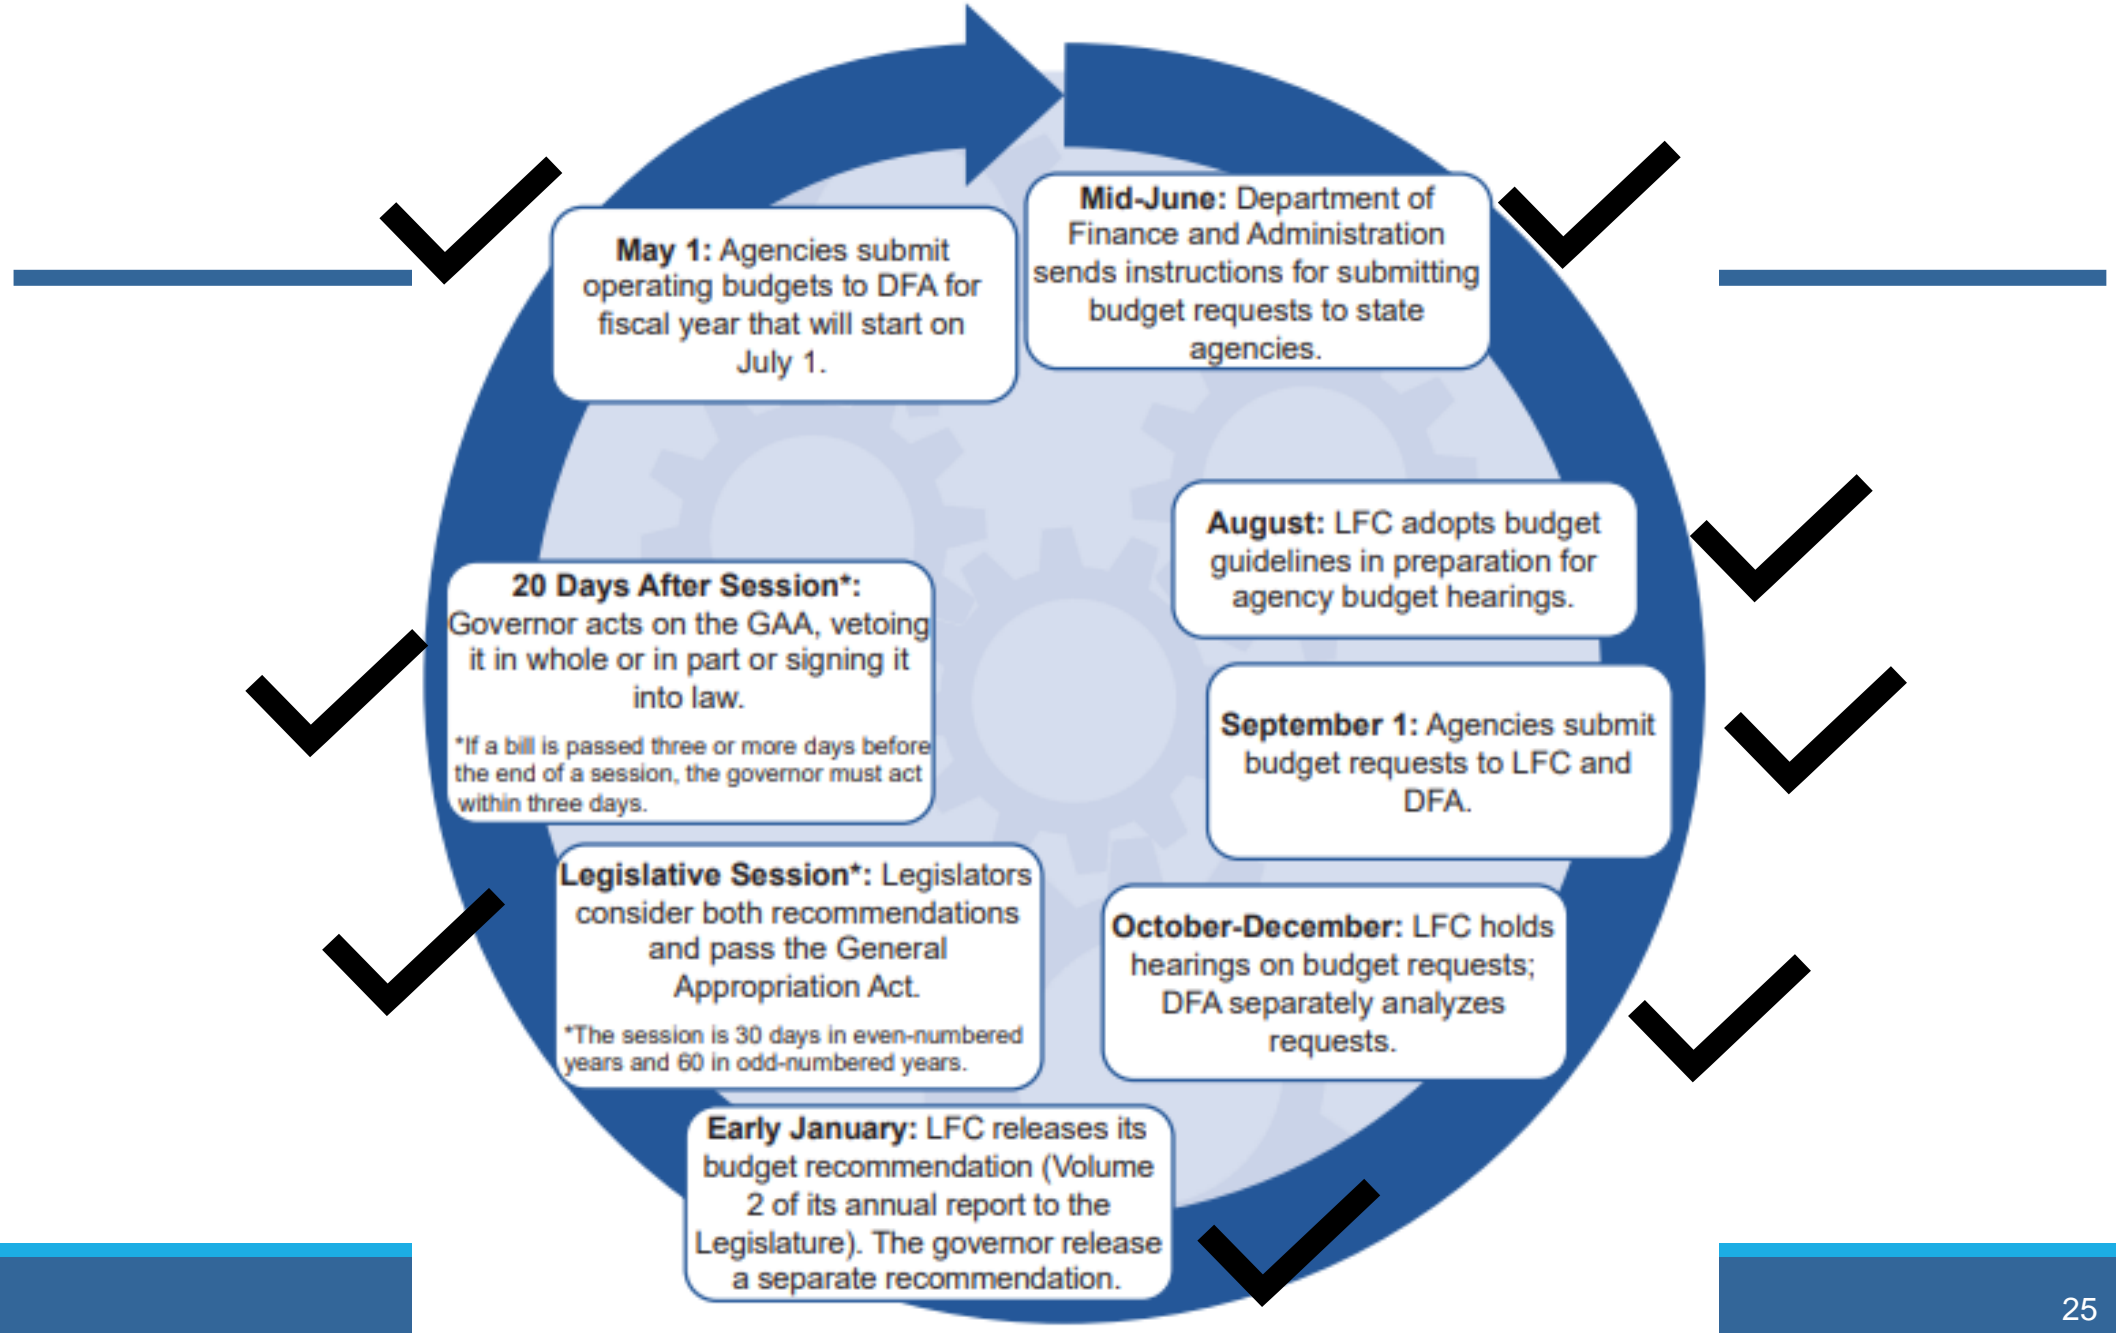 Mid-June: Department of
Finance and Administration
sends instructions for submitting
budget requests to state
agencies.
August: LFC adopts budget
guidelines in preparation for
agency budget hearings.
September 1: Agencies submit
budget requests to LFC and
DFA.
October-December: LFC holds
hearings on budget requests;
DFA separately analyzes
requests.
Early January: LFC releases its
budget recommendation (Volume
2 of its annual report to the
Legislature). The governor release
a separate recommendation.
Legislative Session*: Legislators
consider both recommendations
and pass the General
Appropriation Act.
*The session is 30 days in even-numbered
years and 60 in odd-numbered years.
20 Days After Session*:
Governor acts on the GAA, vetoing
it in whole or in part or signing it
into law.
*If a bill is passed three or more days before
the end of a session, the governor must act
within three days.
May 1: Agencies submit
operating budgets to DFA for
fiscal year that will start on
July 1.
25